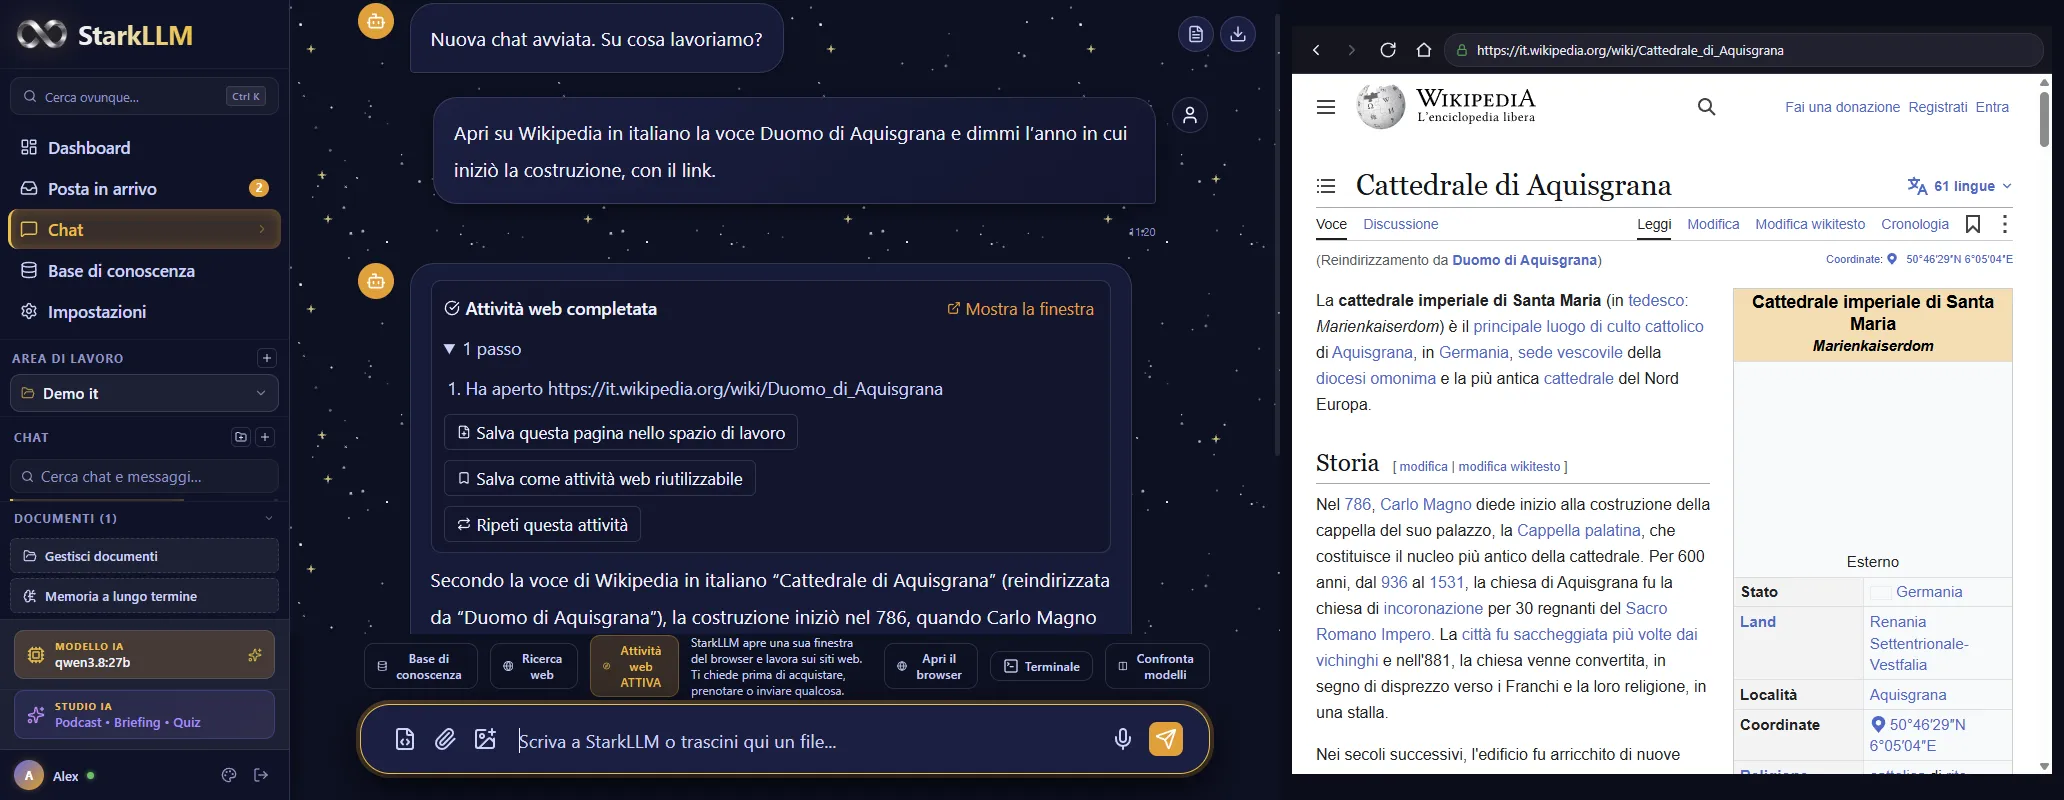 StarkLLM
Cerca ovunque...
Ctrl K
Dashboard
Posta in arrivo
2
Chat
Base di conoscenza
Impostazioni
AREA DI LAVORO
Demo it
CHAT
Cerca chat e messaggi...
DOCUMENTI (1)
Gestisci documenti
Memoria a lungo termine
MODELLO IA
qwen3.8:27b
STUDIO IA
Podcast • Briefing • Quiz
A
Alex
Nuova chat avviata. Su cosa lavoriamo?
Apri su Wikipedia in italiano la voce Duomo di Aquisgrana e dimmi l’anno in cui
iniziò la costruzione, con il link.
11:20
Attività web completata
Mostra la finestra
▼ 1 passo
1. Ha aperto https://it.wikipedia.org/wiki/Duomo_di_Aquisgrana
Salva questa pagina nello spazio di lavoro
Salva come attività web riutilizzabile
Ripeti questa attività
Secondo la voce di Wikipedia in italiano “Cattedrale di Aquisgrana” (reindirizzata
da “Duomo di Aquisgrana”), la costruzione iniziò nel 786, quando Carlo Magno
Base di
conoscenza
Ricerca
web
Attività
web
ATTIVA
StarkLLM apre una sua finestra
del browser e lavora sui siti web.
Ti chiede prima di acquistare,
prenotare o inviare qualcosa.
Apri il
browser
Terminale
Confronta
modelli
Scriva a StarkLLM o trascini qui un file...
https://it.wikipedia.org/wiki/Cattedrale_di_Aquisgrana
WIKIPEDIA
L'enciclopedia libera
Fai una donazione Registrati Entra
Cattedrale di Aquisgrana
61 lingue
Voce Discussione
Leggi Modifica Modifica wikitesto Cronologia
(Reindirizzamento da Duomo di Aquisgrana)
Coordinate: 50°46′29″N 6°05′04″E
La cattedrale imperiale di Santa Maria (in tedesco:
Marienkaiserdom) è il principale luogo di culto cattolico
di Aquisgrana, in Germania, sede vescovile della
diocesi omonima e la più antica cattedrale del Nord
Europa.
Storia [ modifica | modifica wikitesto ]
Nel 786, Carlo Magno diede inizio alla costruzione della
cappella del suo palazzo, la Cappella palatina, che
costituisce il nucleo più antico della cattedrale. Per 600
anni, dal 936 al 1531, la chiesa di Aquisgrana fu la
chiesa di incoronazione per 30 regnanti del Sacro
Romano Impero. La città fu saccheggiata più volte dai
vichinghi e nell'881, la chiesa venne convertita, in
segno di disprezzo verso i Franchi e la loro religione, in
una stalla.
Nei secoli successivi, l'edificio fu arricchito di nuove
Cattedrale imperiale di Santa
Maria
Marienkaiserdom
Esterno
Stato Germania
Land Renania
Settentrionale-
Vestfalia
Località Aquisgrana
Coordinate 50°46′29″N
6°05′04″E
Religione cattolica di rito